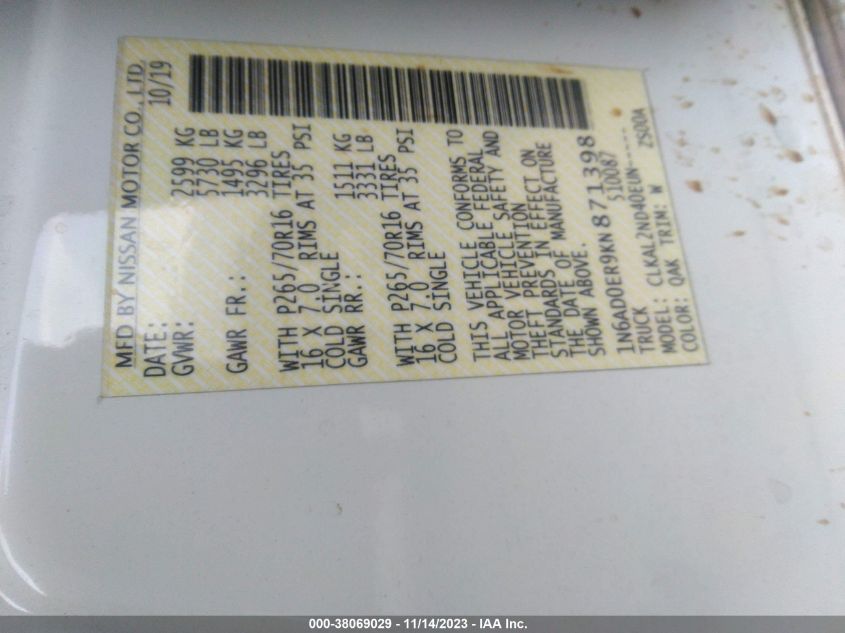 MFD BY NISSAN MOTOR CO., LTD.
DATE: 10/19
GVWR: 2599 KG
5730 LB
GAWR FR.: 1495 KG
3296 LB
WITH P265/70R16 TIRES
16 X 7.0 RIMS AT 35 PSI
COLD SINGLE
GAWR RR.: 1511 KG
3331 LB
WITH P265/70R16 TIRES
16 X 7.0 RIMS AT 35 PSI
COLD SINGLE
THIS VEHICLE CONFORMS TO
ALL APPLICABLE FEDERAL
MOTOR VEHICLE SAFETY AND
THEFT PREVENTION
STANDARDS IN EFFECT ON
THE DATE OF MANUFACTURE
SHOWN ABOVE.
1N6AD0ER9KN871398
TRUCK 510087
MODEL: CLKAL2ND40EUN-----
COLOR: QAK TRIM: W 2S00A
000-38069029 - 11/14/2023 - IAA Inc.